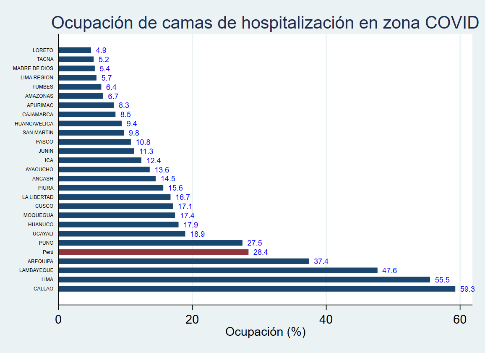 Ocupación de camas de hospitalización en zona COVID
LORETO 4.9
TACNA 5.2
MADRE DE DIOS 5.4
LIMA REGION 5.7
TUMBES 6.4
AMAZONAS 6.7
APURIMAC 8.3
CAJAMARCA 8.5
HUANCAVELICA 9.4
SAN MARTIN 9.8
PASCO 10.8
JUNIN 11.3
ICA 12.4
AYACUCHO 13.6
ANCASH 14.5
PIURA 15.6
LA LIBERTAD 16.7
CUSCO 17.1
MOQUEGUA 17.4
HUANUCO 17.9
UCAYALI 18.9
PUNO 27.5
Perú 28.4
AREQUIPA 37.4
LAMBAYEQUE 47.6
LIMA 55.5
CALLAO 59.3
0 20 40 60
Ocupación (%)